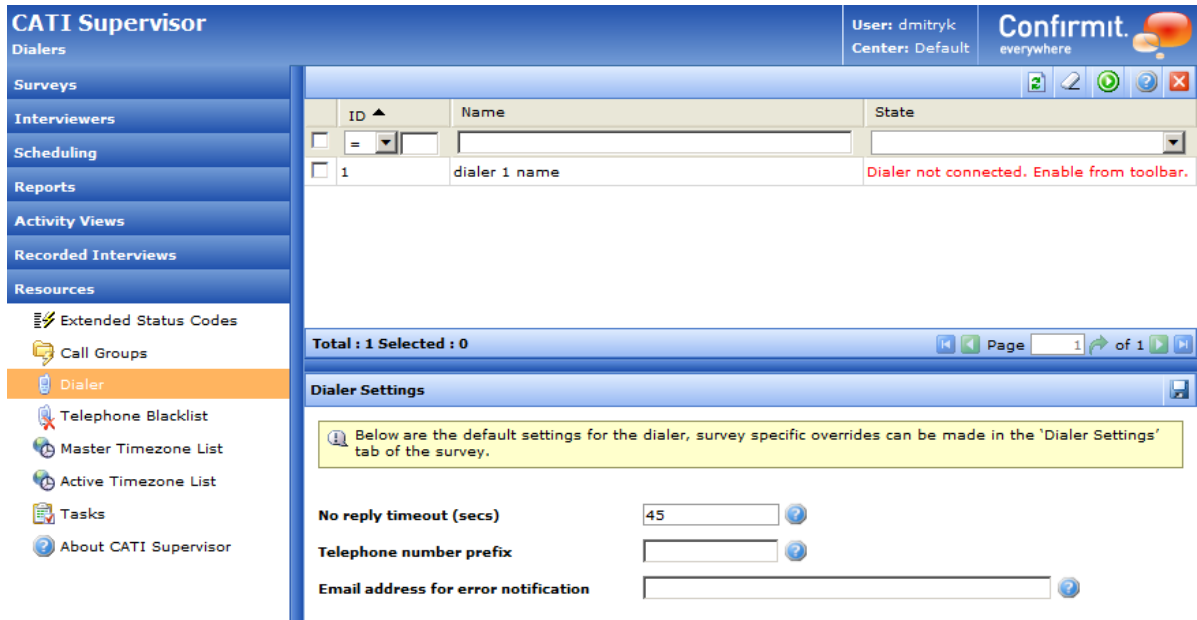 CATI Supervisor
Dialers
User: dmitryk
Center: Default
Confirmit.
everywhere
Surveys
Interviewers
Scheduling
Reports
Activity Views
Recorded Interviews
Resources
Extended Status Codes
Call Groups
Dialer
Telephone Blacklist
Master Timezone List
Active Timezone List
Tasks
About CATI Supervisor
ID Name State
=
1 dialer 1 name Dialer not connected. Enable from toolbar.
Total : 1 Selected : 0 Page 1 of 1
Dialer Settings
Below are the default settings for the dialer, survey specific overrides can be made in the `Dialer Settings'
tab of the survey.
No reply timeout (secs) 45
Telephone number prefix
Email address for error notification